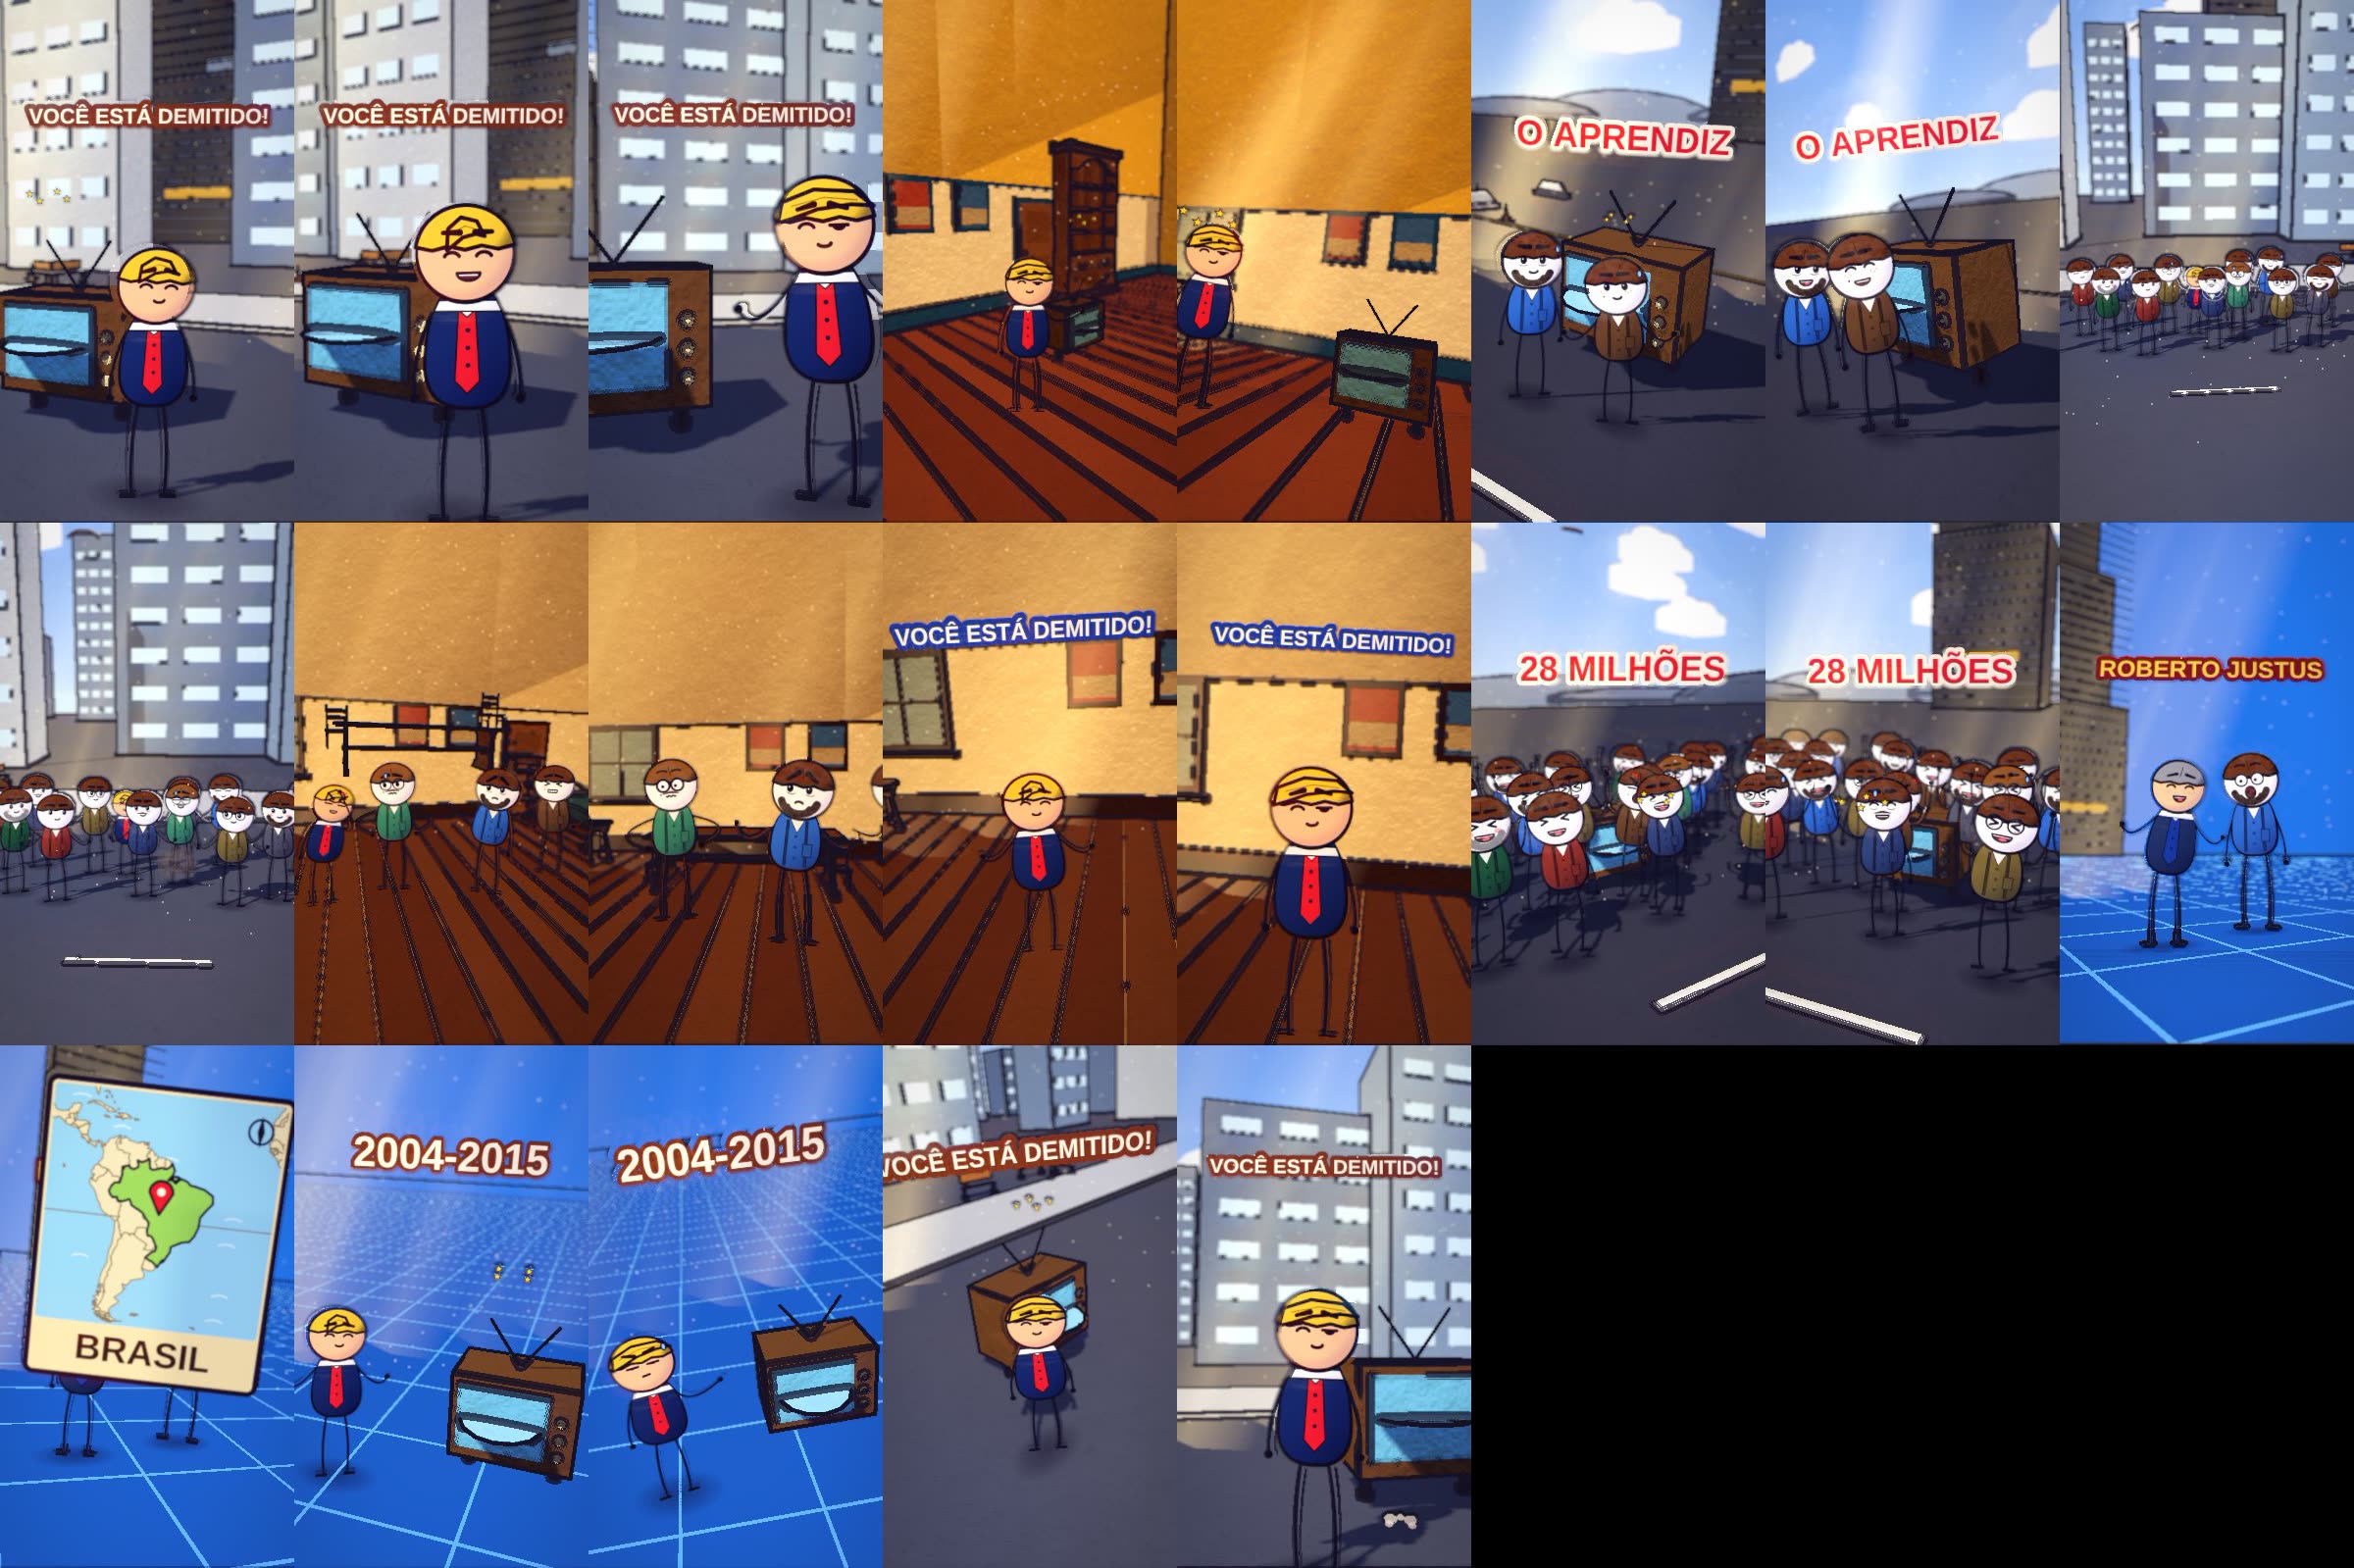 VOCÊ ESTÁ DEMITIDO!
VOCÊ ESTÁ DEMITIDO!
VOCÊ ESTÁ DEMITIDO!
O APRENDIZ
O APRENDIZ
VOCÊ ESTÁ DEMITIDO!
VOCÊ ESTÁ DEMITIDO!
28 MILHÕES
28 MILHÕES
ROBERTO JUSTUS
BRASIL
2004-2015
2004-2015
VOCÊ ESTÁ DEMITIDO!
VOCÊ ESTÁ DEMITIDO!